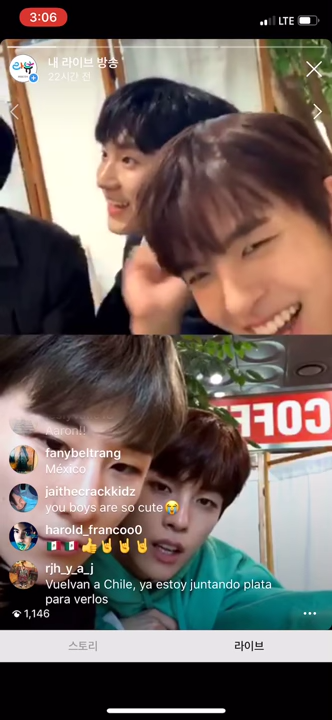 3:06
LTE
내 라이브 방송
22시간 전
COFF
Aaron!!
fanybeltrang
México
jaithecrackkidz
you boys are so cute😭
harold_francoo0
🇲🇽🇲🇽👍🤘🤘🤘
rjh_y_a_j
Vuelvan a Chile, ya estoy juntando plata
para verlos
1,146
스토리
라이브